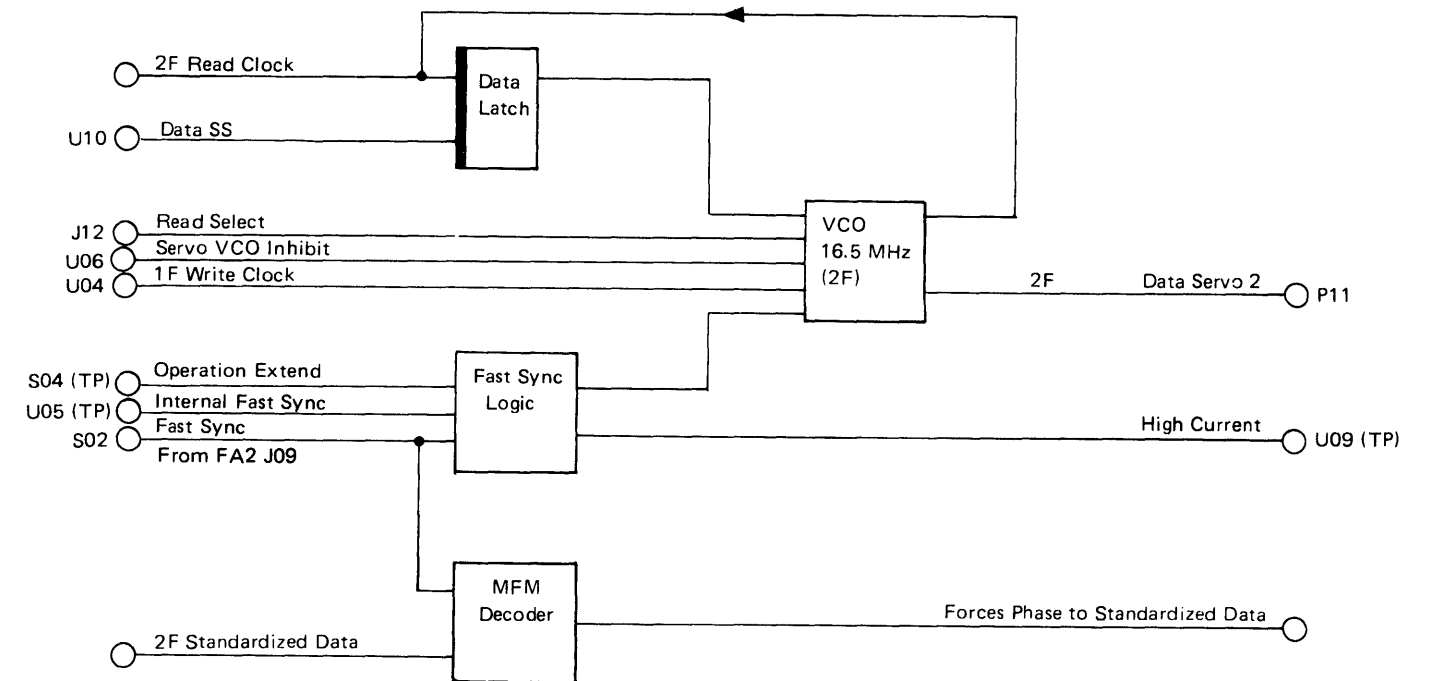 2F Read Clock
U10 Data SS
Data
Latch
J12 Read Select
U06 Servo VCO Inhibit
U04 1F Write Clock
VCO
16.5 MHz
(2F)
2F Data Servo 2 P11
S04 (TP) Operation Extend
U05 (TP) Internal Fast Sync
S02 Fast Sync
From FA2 J09
Fast Sync
Logic
High Current U09 (TP)
MFM
Decoder
Forces Phase to Standardized Data
2F Standardized Data